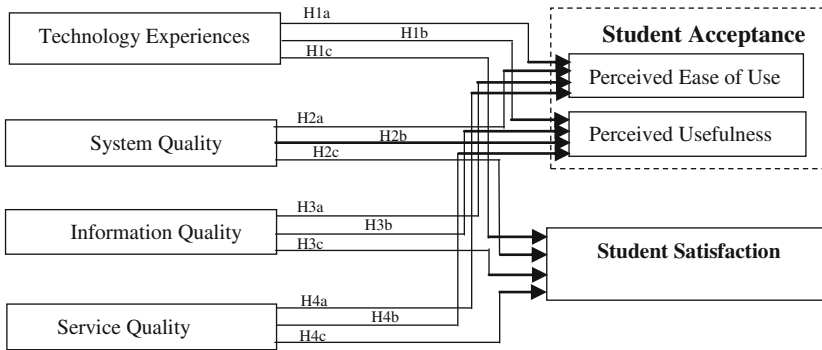 H1a
Technology Experiences
H1b
H1c
Student Acceptance
Perceived Ease of Use
H2a
System Quality
H2b
H2c
Perceived Usefulness
H3a
Information Quality
H3b
H3c
Student Satisfaction
H4a
Service Quality
H4b
H4c